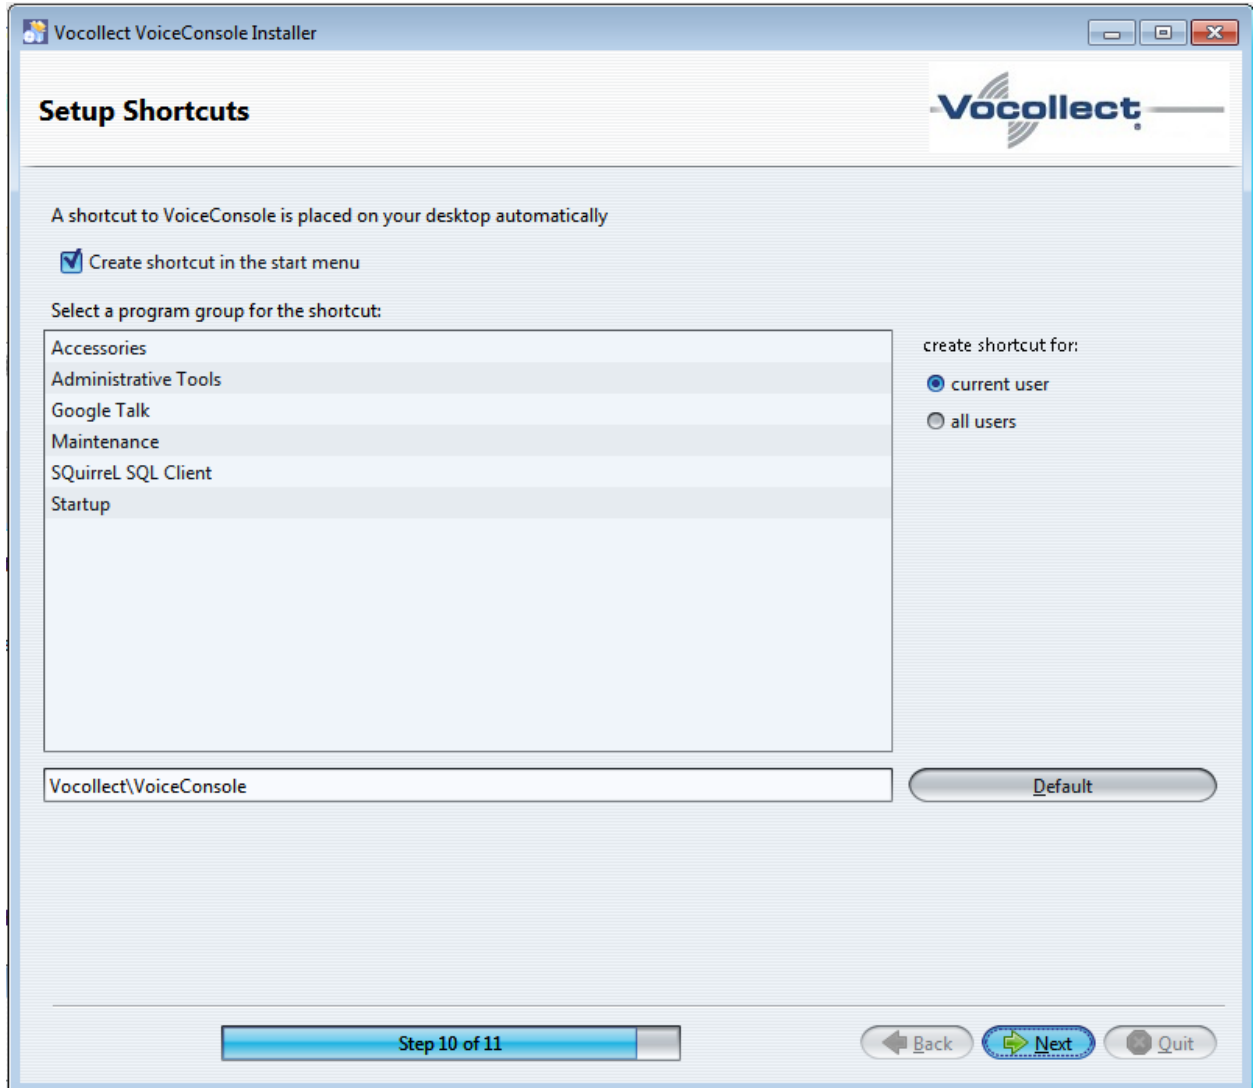 Vocollect VoiceConsole Installer
Setup Shortcuts
Vocollect
A shortcut to VoiceConsole is placed on your desktop automatically
Create shortcut in the start menu
Select a program group for the shortcut:
Accessories
Administrative Tools
Google Talk
Maintenance
SQuirreL SQL Client
Startup
create shortcut for:
current user
all users
Vocollect\VoiceConsole
Default
Step 10 of 11
Back
Next
Quit